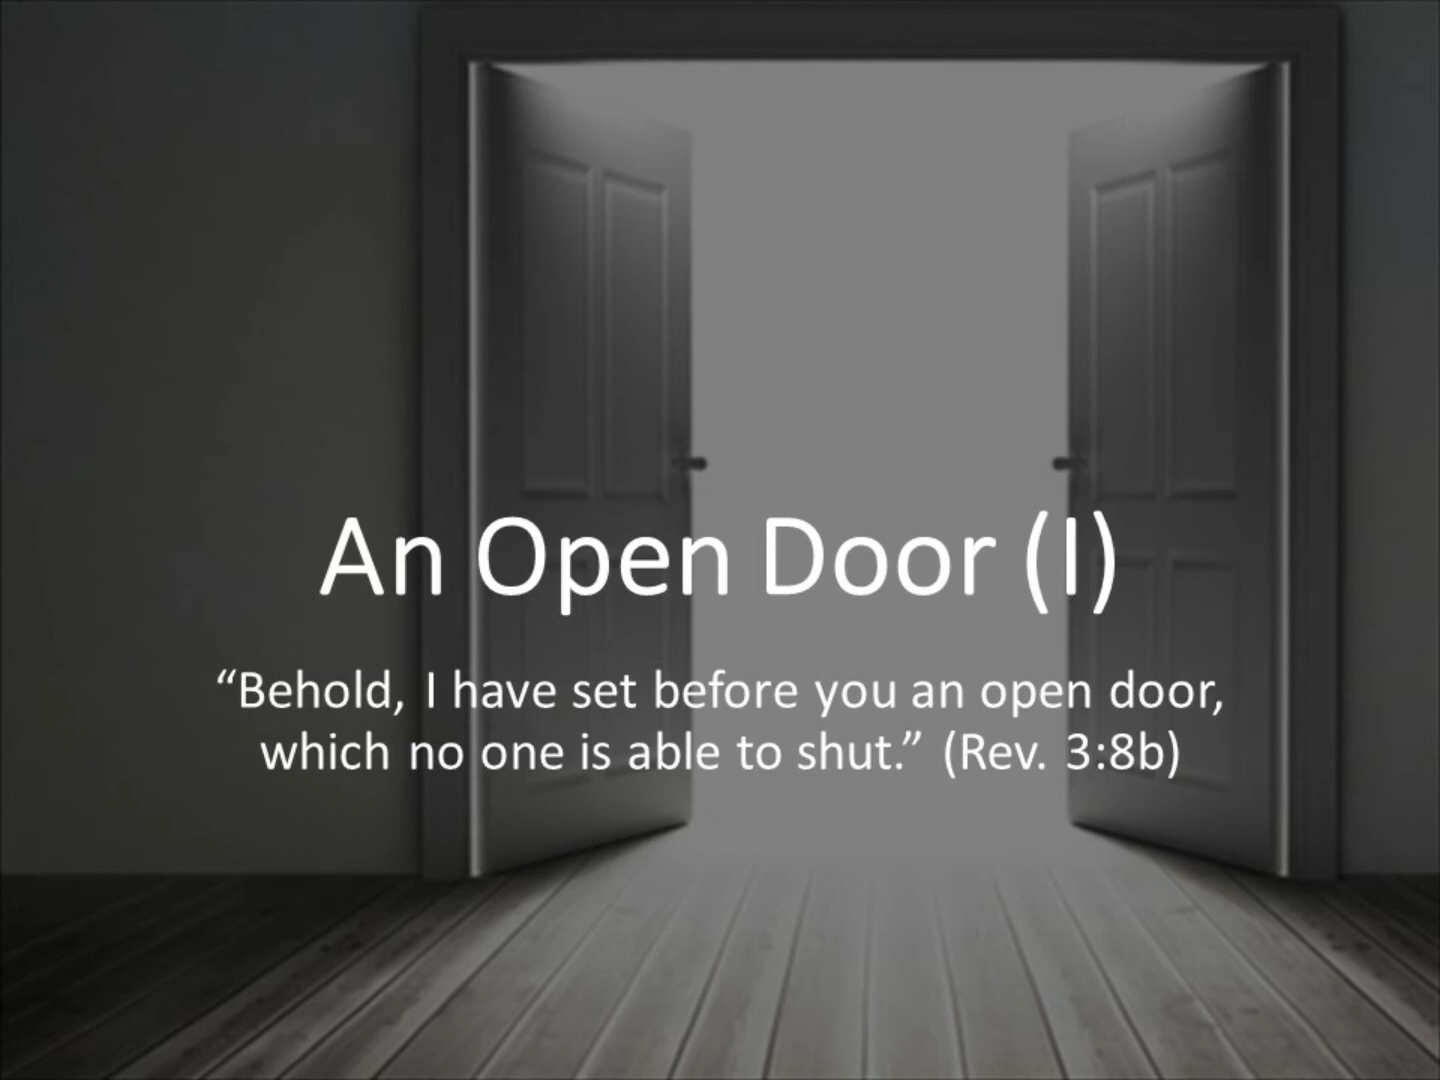 An Open Door (I)
“Behold, I have set before you an open door,
which no one is able to shut.” (Rev. 3:8b)